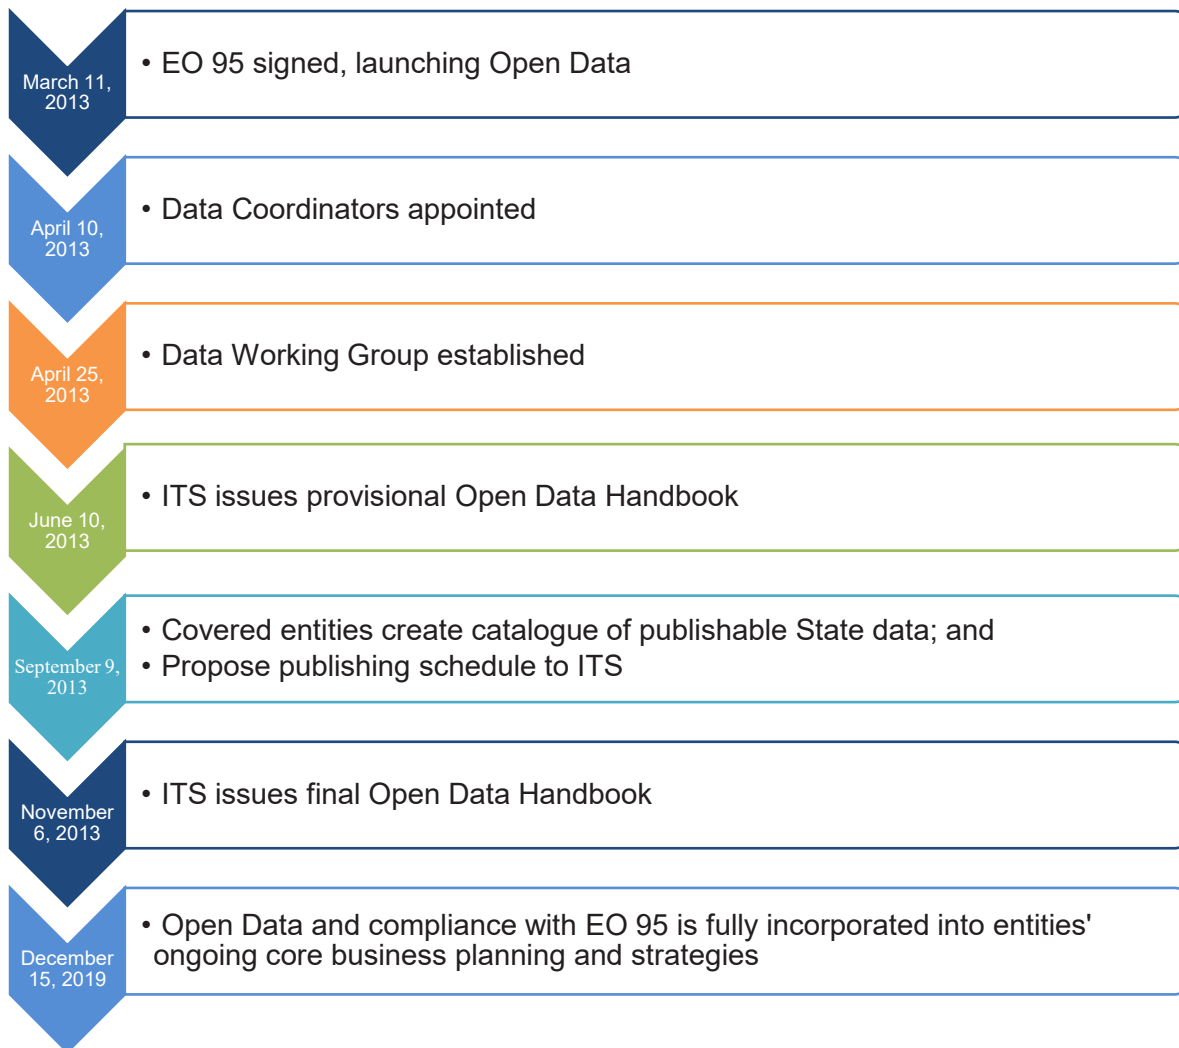 March 11,
2013
• EO 95 signed, launching Open Data
April 10,
2013
• Data Coordinators appointed
April 25,
2013
• Data Working Group established
June 10,
2013
• ITS issues provisional Open Data Handbook
September 9,
2013
• Covered entities create catalogue of publishable State data; and
• Propose publishing schedule to ITS
November
6, 2013
• ITS issues final Open Data Handbook
December
15, 2019
• Open Data and compliance with EO 95 is fully incorporated into entities'
ongoing core business planning and strategies